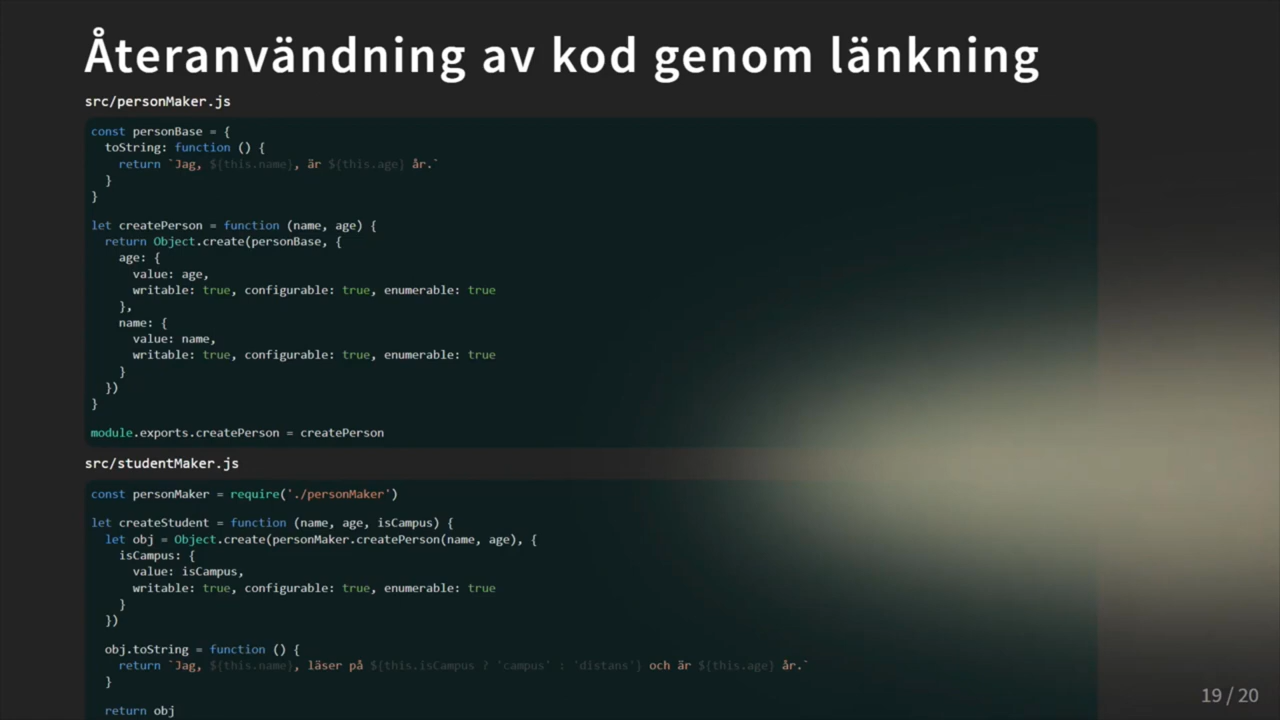 Återanvändning av kod genom länkning
src/personMaker.js
const personBase = {
  toString: function () {
    return `Jag, ${this.name}, är ${this.age} år.`
  }
}
let createPerson = function (name, age) {
  return Object.create(personBase, {
    age: {
      value: age,
      writable: true, configurable: true, enumerable: true
    },
    name: {
      value: name,
      writable: true, configurable: true, enumerable: true
    }
  })
}
module.exports.createPerson = createPerson
src/studentMaker.js
const personMaker = require('./personMaker')
let createStudent = function (name, age, isCampus) {
  let obj = Object.create(personMaker.createPerson(name, age), {
    isCampus: {
      value: isCampus,
      writable: true, configurable: true, enumerable: true
    }
  })
  obj.toString = function () {
    return `Jag, ${this.name}, läser på ${this.isCampus ? 'campus' : 'distans'} och är ${this.age} år.`
  }
  return obj
19 / 20